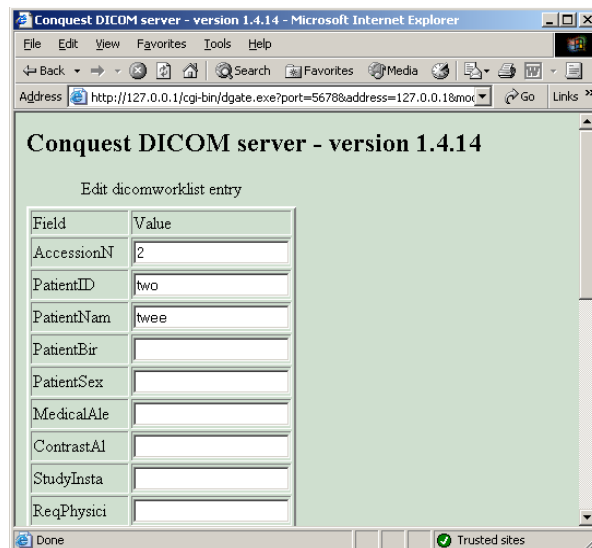 Conquest DICOM server - version 1.4.14 - Microsoft Internet Explorer
File Edit View Favorites Tools Help
Back Search Favorites Media
Address http://127.0.0.1/cgi-bin/dgate.exe?port=5678&address=127.0.0.1&mod Go Links »
Conquest DICOM server - version 1.4.14
Edit dicomworklist entry
Field Value
AccessionN 2
PatientID two
PatientNam twee
PatientBir
PatientSex
MedicalAle
ContrastAl
StudyInsta
ReqPhysici
Done Trusted sites